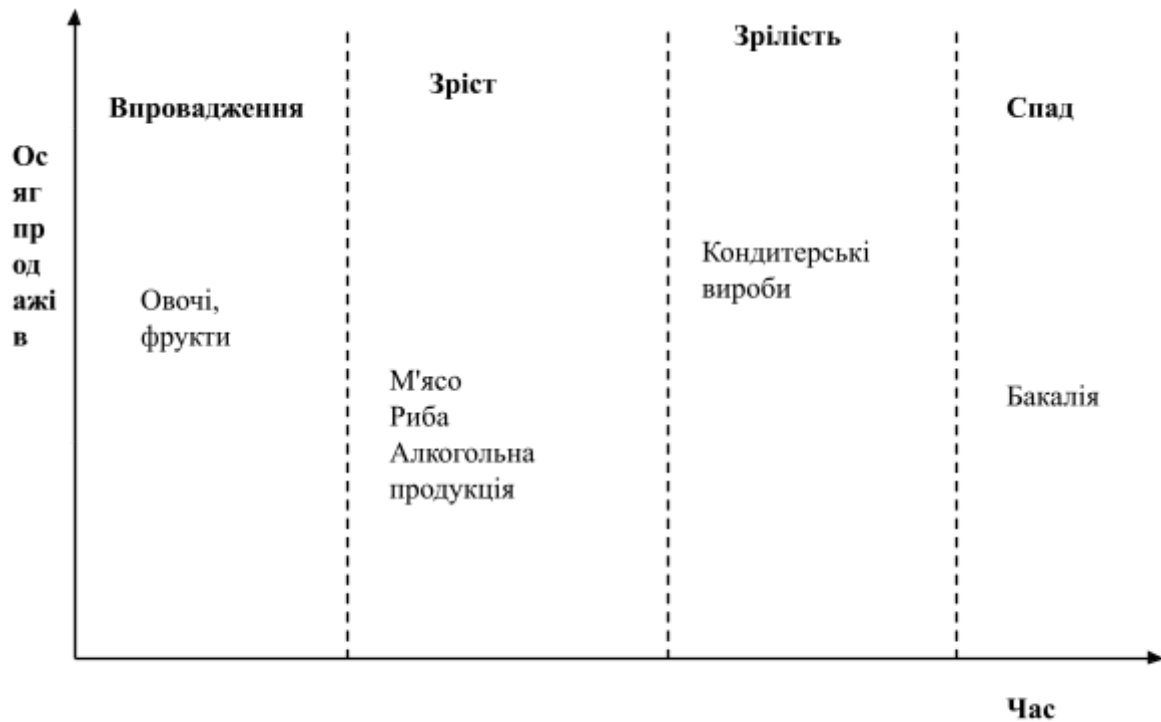 Зрілість
Зріст
Впровадження
Спад
Ос
яг
пр
од
ажі
в
Овочі,
фрукти
М'ясо
Риба
Алкогольна
продукція
Кондитерські
вироби
Бакалія
Час